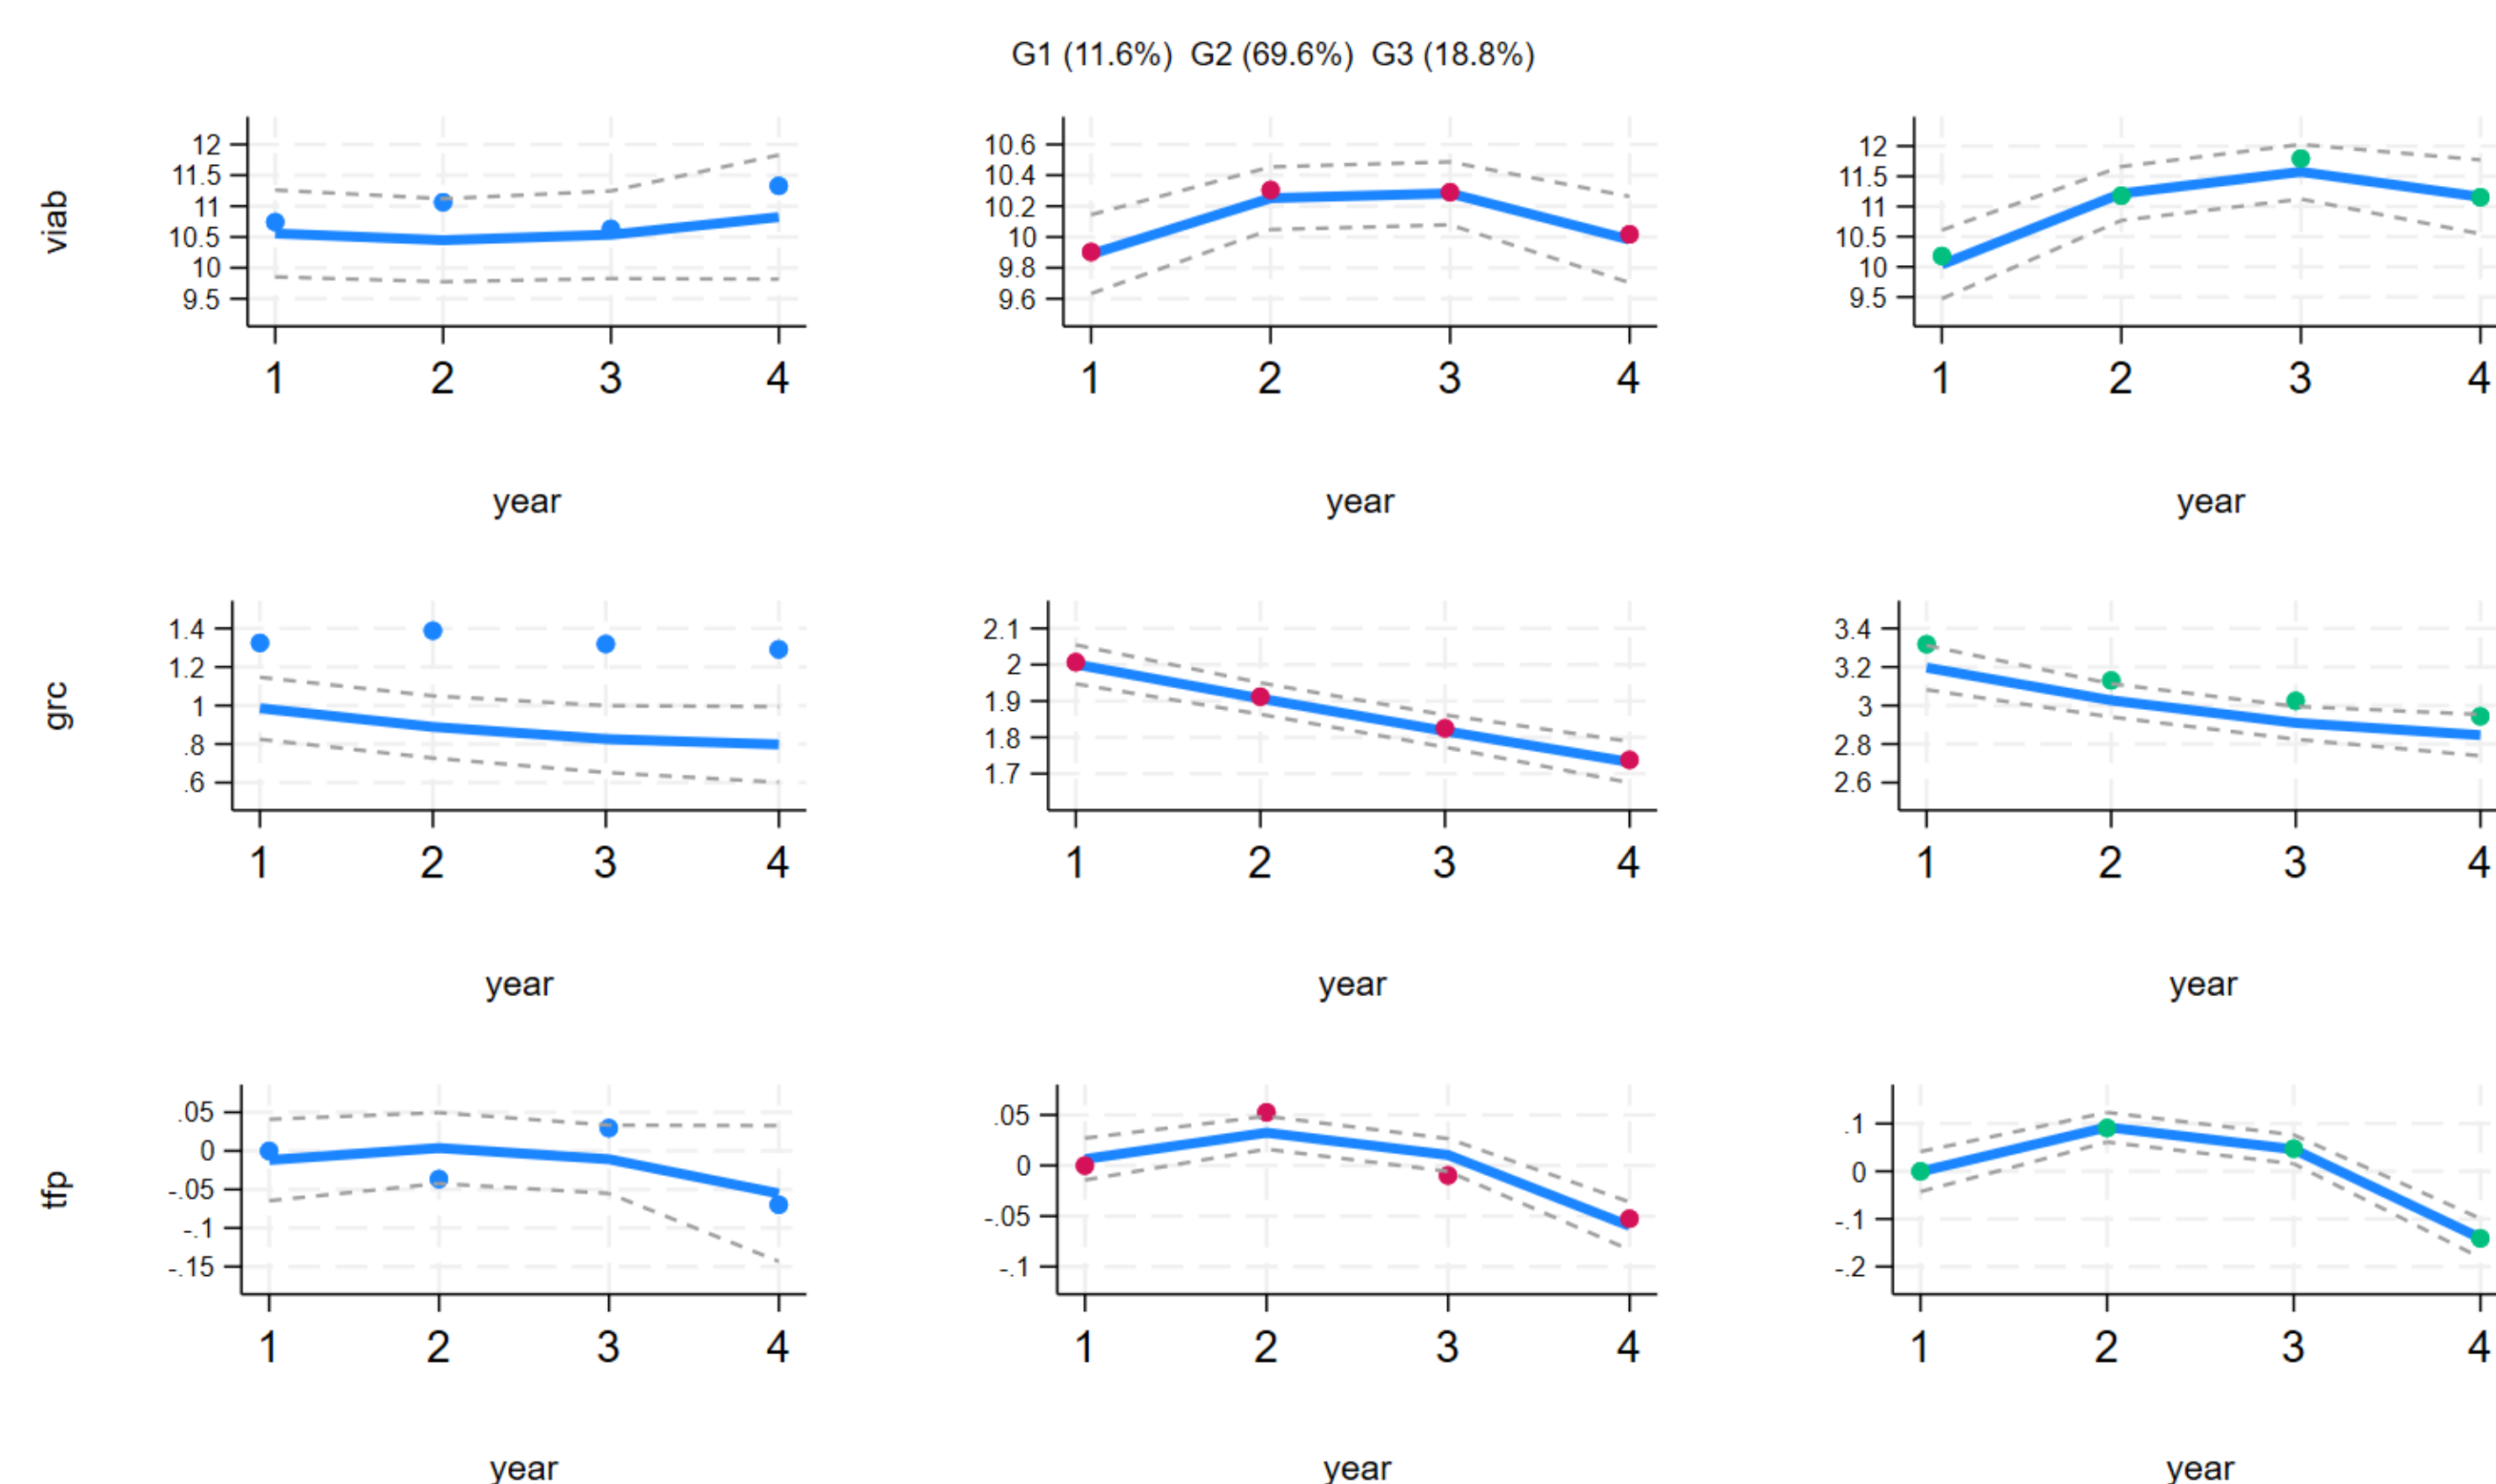 G1 (11.6%) G2 (69.6%) G3 (18.8%)
viab
12
11.5
11
10.5
10
9.5
1 2 3 4
year
10.6
10.4
10.2
10
9.8
9.6
1 2 3 4
year
12
11.5
11
10.5
10
9.5
1 2 3 4
year
grc
1.4
1.2
1
.8
.6
1 2 3 4
year
2.1
2
1.9
1.8
1.7
1 2 3 4
year
3.4
3.2
3
2.8
2.6
1 2 3 4
year
tfp
.05
0
-.05
-.1
-.15
1 2 3 4
year
.05
0
-.05
-.1
1 2 3 4
year
.1
0
-.1
-.2
1 2 3 4
year